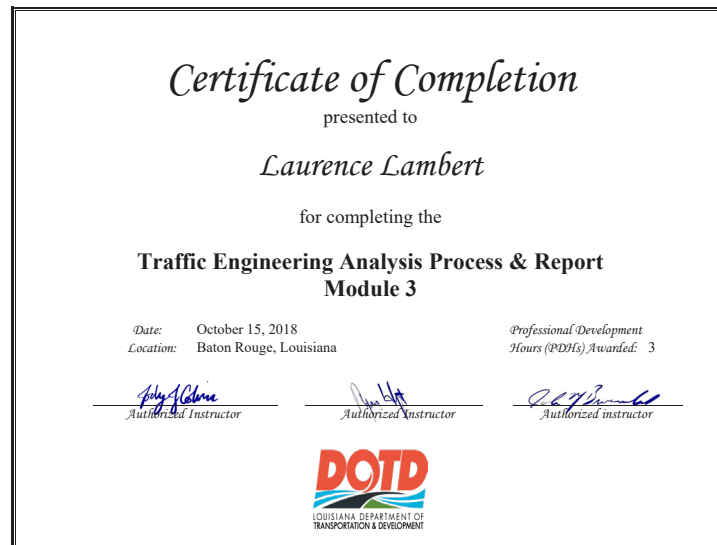 Certificate of Completion
presented to
Laurence Lambert
for completing the
Traffic Engineering Analysis Process & Report
Module 3
Date: October 15, 2018
Location: Baton Rouge, Louisiana
Professional Development
Hours (PDHs) Awarded: 3
Authorized Instructor
Authorized Instructor
Authorized instructor
DOTD
LOUISIANA DEPARTMENT OF
TRANSPORTATION & DEVELOPMENT